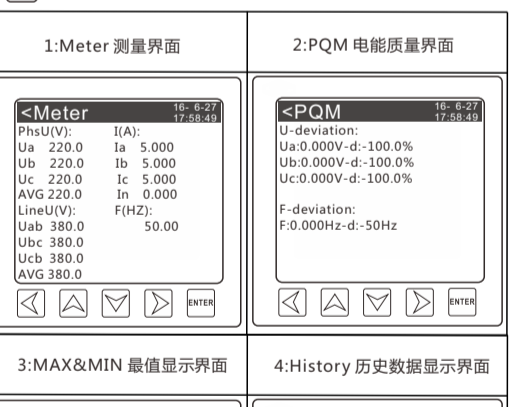 1:Meter 测量界面
2:PQM 电能质量界面
<Meter 16- 6-27
17:58:49
PhsU(V): I(A):
Ua 220.0 Ia 5.000
Ub 220.0 Ib 5.000
Uc 220.0 Ic 5.000
AVG 220.0 In 0.000
LineU(V): F(HZ):
Uab 380.0 50.00
Ubc 380.0
Ucb 380.0
AVG 380.0
ENTER
<PQM 16- 6-27
17:58:49
U-deviation:
Ua:0.000V-d:-100.0%
Ub:0.000V-d:-100.0%
Uc:0.000V-d:-100.0%
F-deviation:
F:0.000Hz-d:-50Hz
ENTER
3:MAX&MIN 最值显示界面
4:History 历史数据显示界面